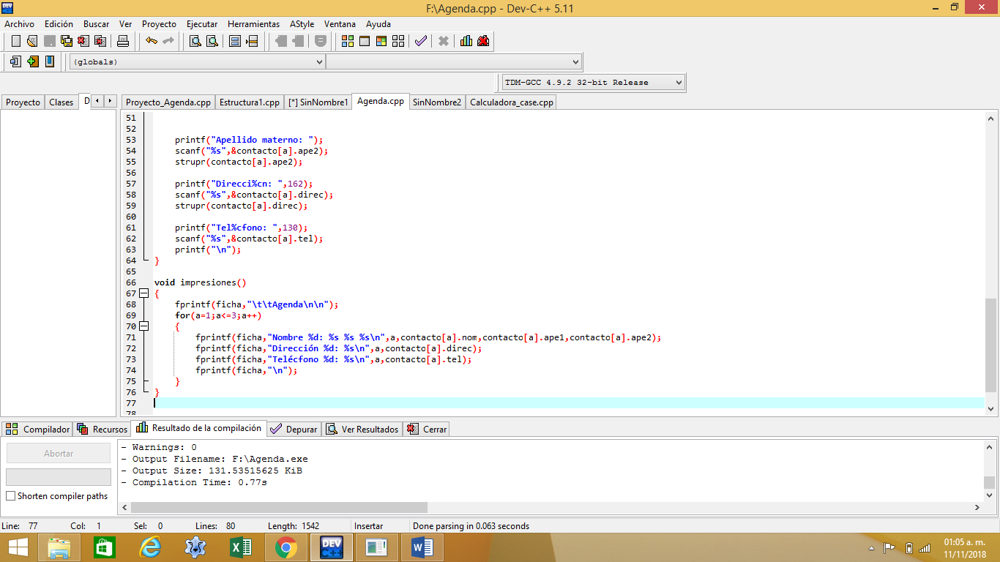 F:\Agenda.cpp - Dev-C++ 5.11
Archivo Edición Buscar Ver Proyecto Ejecutar Herramientas AStyle Ventana Ayuda
(globals)
TDM-GCC 4.9.2 32-bit Release
Proyecto Clases D Proyecto_Agenda.cpp Estructura1.cpp [*] SinNombre1 Agenda.cpp SinNombre2 Calculadora_case.cpp
51
52
53 printf("Apellido materno: ");
54 scanf("%s",&contacto[a].ape2);
55 strupr(contacto[a].ape2);
56
57 printf("Direcci%cn: ",162);
58 scanf("%s",&contacto[a].direc);
59 strupr(contacto[a].direc);
60
61 printf("Tel%cfono: ",130);
62 scanf("%s",&contacto[a].tel);
63 printf("\n");
64 }
65
66 void impresiones()
67 {
68 fprintf(ficha,"\t\tAgenda\n\n");
69 for(a=1;a<=3;a++)
70 {
71 fprintf(ficha,"Nombre %d: %s %s %s\n",a,contacto[a].nom,contacto[a].ape1,contacto[a].ape2);
72 fprintf(ficha,"Dirección %d: %s\n",a,contacto[a].direc);
73 fprintf(ficha,"Telécfono %d: %s\n",a,contacto[a].tel);
74 fprintf(ficha,"\n");
75 }
76 }
77
78
Compilador Recursos Resultado de la compilación Depurar Ver Resultados Cerrar
Abortar
Shorten compiler paths
- Warnings: 0
- Output Filename: F:\Agenda.exe
- Output Size: 131.53515625 KiB
- Compilation Time: 0.77s
Line: 77 Col: 1 Sel: 0 Lines: 80 Length: 1542 Insertar Done parsing in 0.063 seconds
DEV C++
01:05 a. m.
11/11/2018